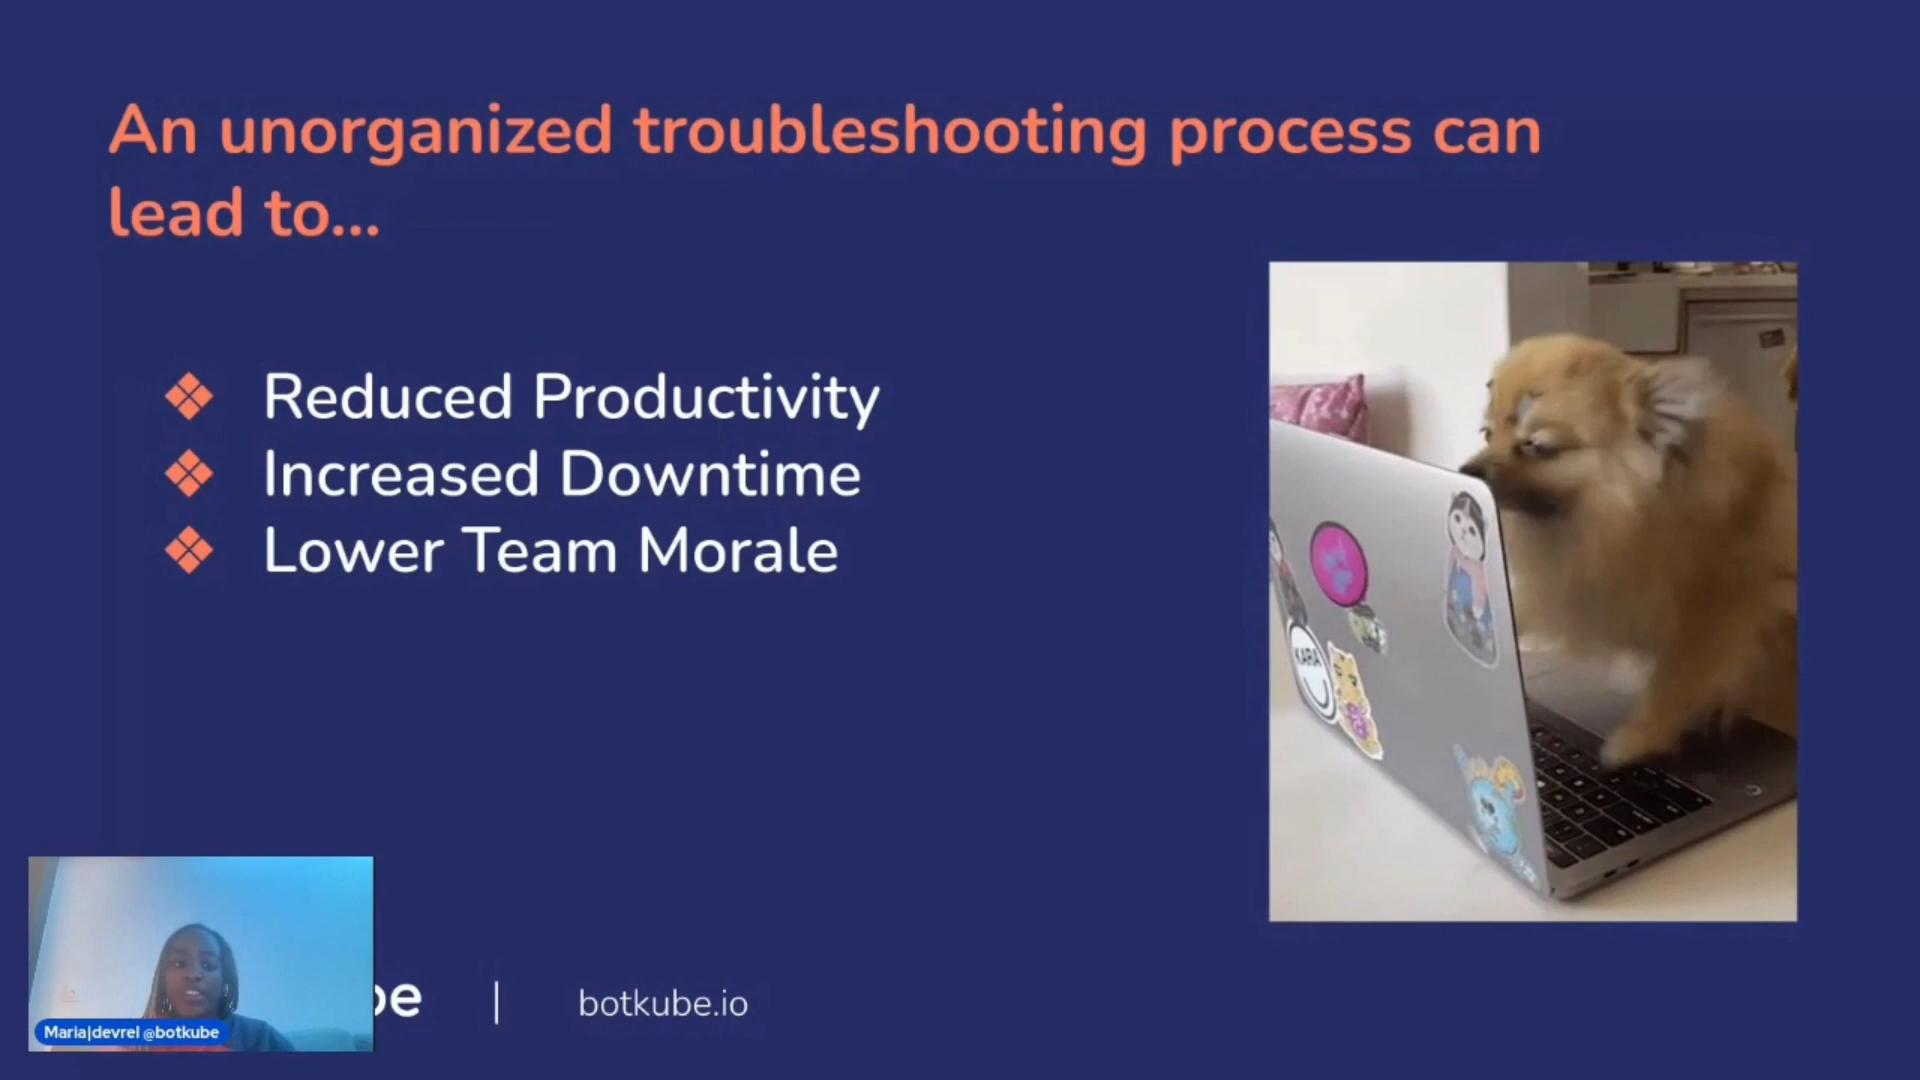 An unorganized troubleshooting process can
lead to...
❖ Reduced Productivity
❖ Increased Downtime
❖ Lower Team Morale
KARA
Maria|devrel @botkube
be | botkube.io